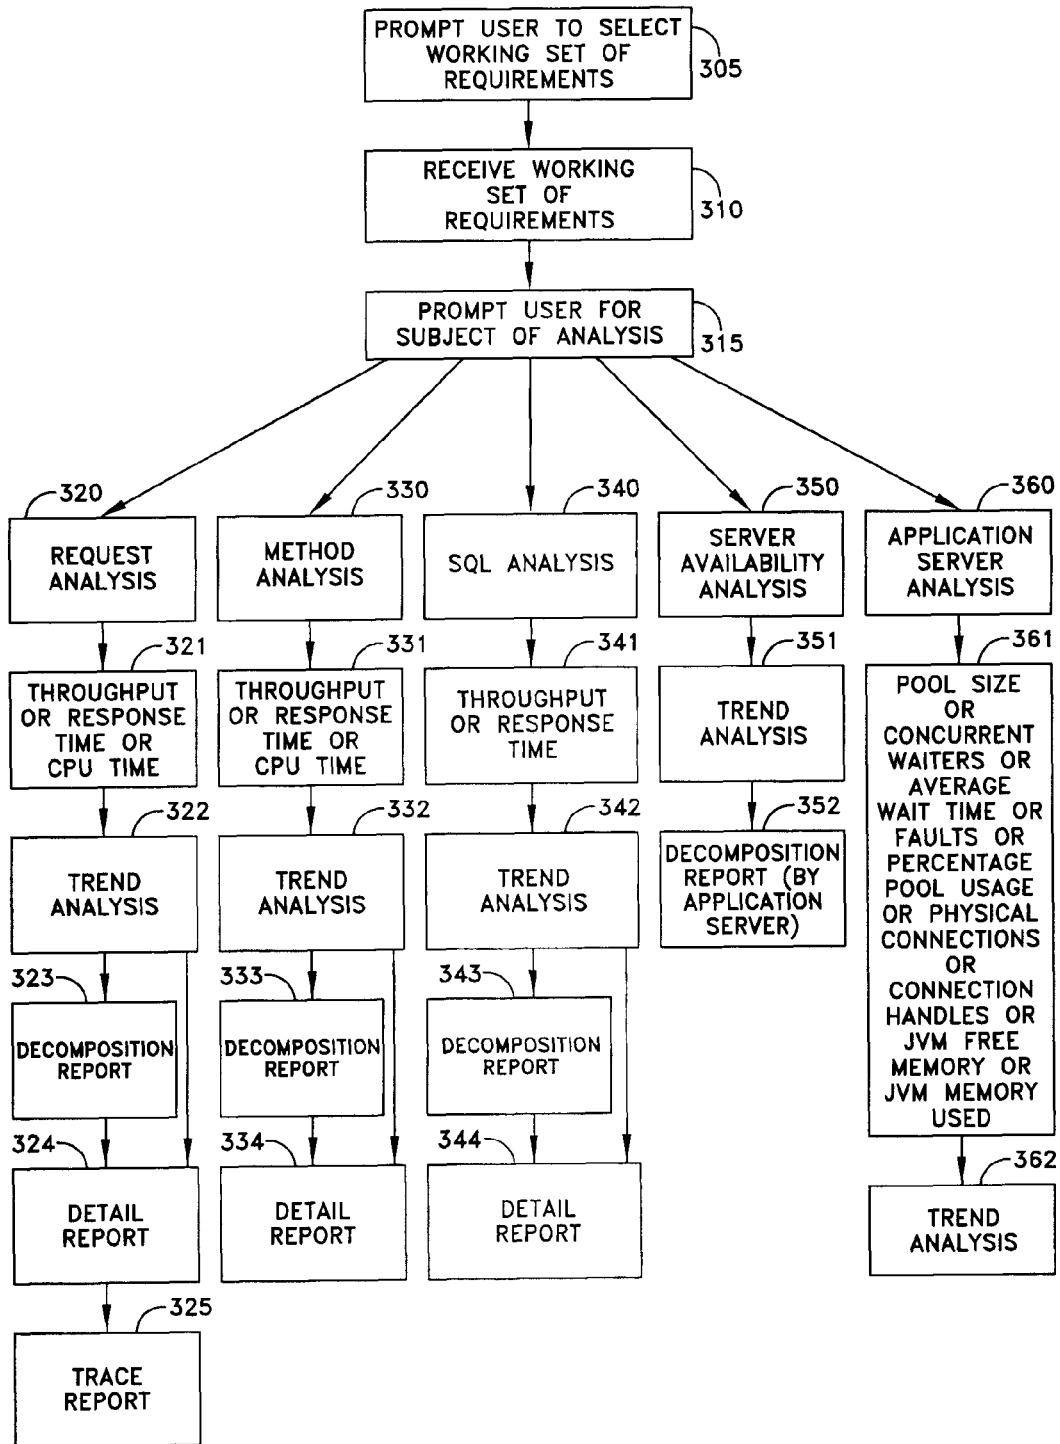 PROMPT USER TO SELECT
WORKING SET OF
REQUIREMENTS
305
RECEIVE WORKING
SET OF
REQUIREMENTS
310
PROMPT USER FOR
SUBJECT OF ANALYSIS
315
320
REQUEST
ANALYSIS
321
THROUGHPUT
OR RESPONSE
TIME OR
CPU TIME
322
TREND
ANALYSIS
323
DECOMPOSITION
REPORT
324
DETAIL
REPORT
325
TRACE
REPORT
330
METHOD
ANALYSIS
331
THROUGHPUT
OR RESPONSE
TIME OR
CPU TIME
332
TREND
ANALYSIS
333
DECOMPOSITION
REPORT
334
DETAIL
REPORT
340
SQL ANALYSIS
341
THROUGHPUT
OR RESPONSE
TIME
342
TREND
ANALYSIS
343
DECOMPOSITION
REPORT
344
DETAIL
REPORT
350
SERVER
AVAILABILITY
ANALYSIS
351
TREND
ANALYSIS
352
DECOMPOSITION
REPORT (BY
APPLICATION
SERVER)
360
APPLICATION
SERVER
ANALYSIS
361
POOL SIZE
OR
CONCURRENT
WAITERS OR
AVERAGE
WAIT TIME OR
FAULTS OR
PERCENTAGE
POOL USAGE
OR PHYSICAL
CONNECTIONS
OR
CONNECTION
HANDLES OR
JVM FREE
MEMORY OR
JVM MEMORY
USED
362
TREND
ANALYSIS